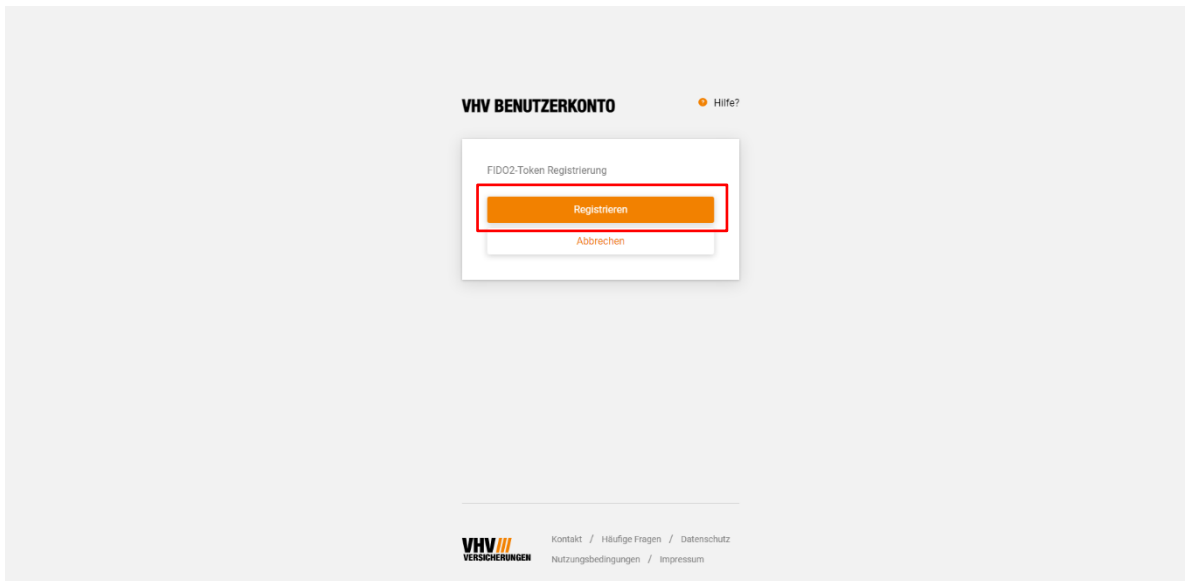 VHV BENUTZERKONTO
Hilfe?
FIDO2-Token Registrierung
Registrieren
Abbrechen
VHV///
VERSICHERUNGEN
Kontakt / Häufige Fragen / Datenschutz
Nutzungsbedingungen / Impressum